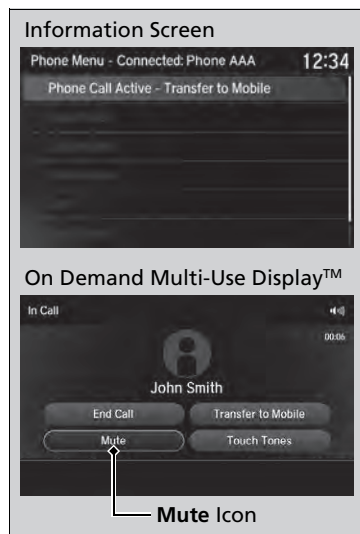 Information Screen
Phone Menu - Connected: Phone AAA 12:34
Phone Call Active - Transfer to Mobile
On Demand Multi-Use Display™
In Call
00:06
John Smith
End Call Transfer to Mobile
Mute Touch Tones
Mute Icon